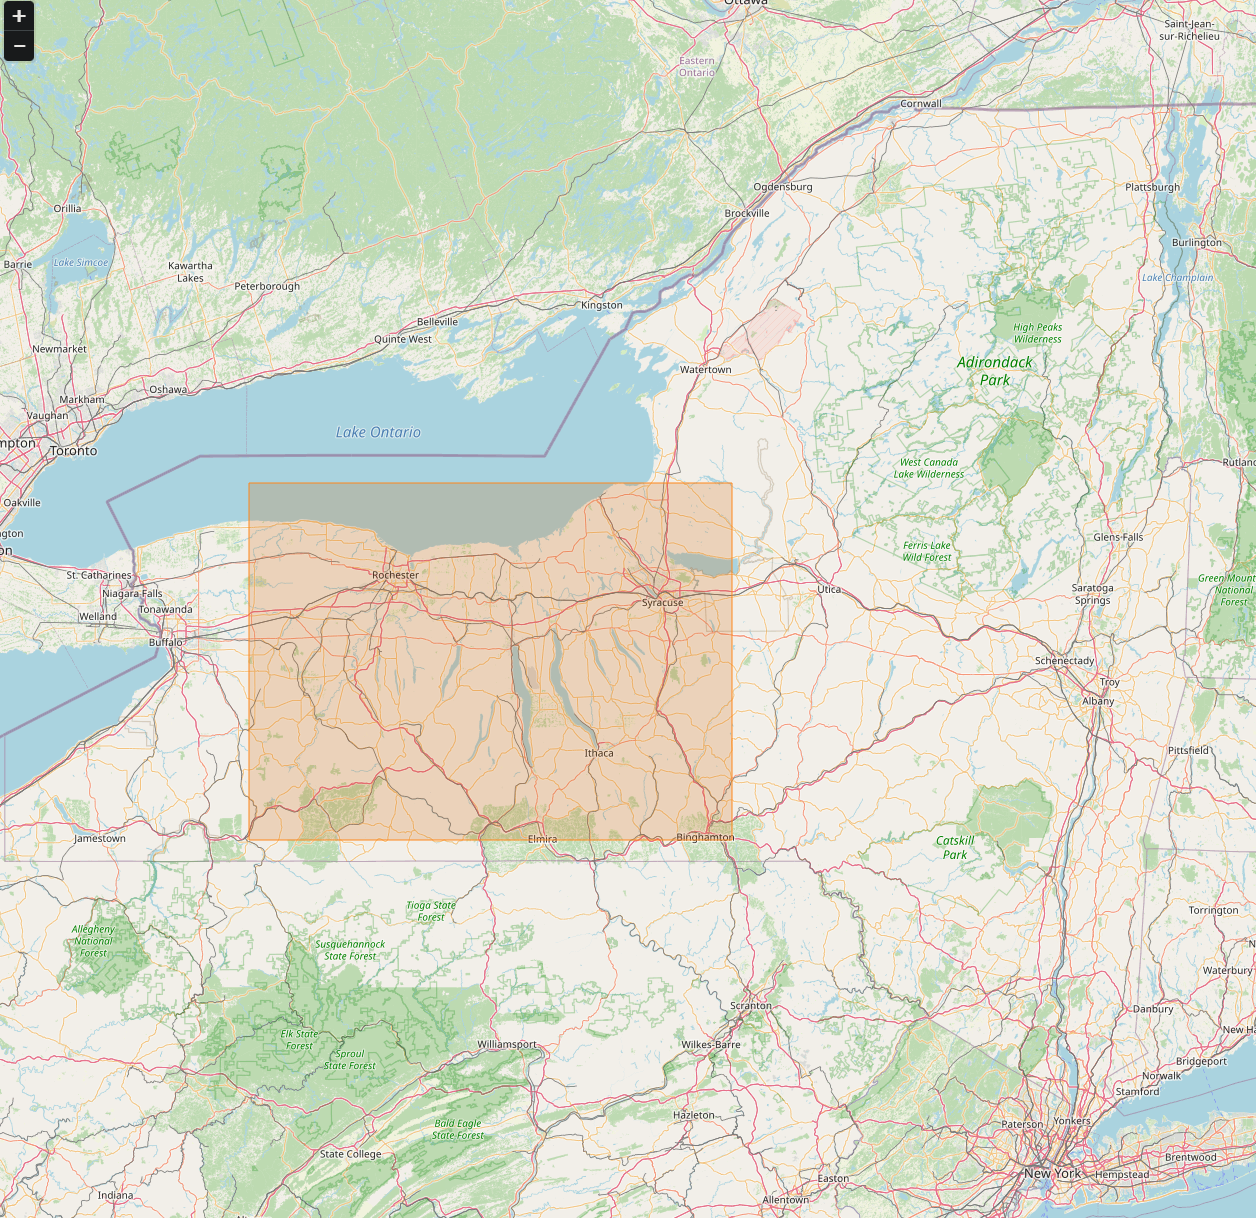 +
−
Ottawa
Saint-Jean-
sur-Richelieu
Eastern
Ontario
Cornwall
Ogdensburg
Plattsburgh
Orillia
Brockville
Burlington
Barrie
Lake Simcoe
Kawartha
Lakes
Peterborough
Lake Champlain
Kingston
Belleville
Quinte West
High Peaks
Wilderness
Newmarket
Adirondack
Park
Watertown
Oshawa
Markham
Vaughan
Lake Ontario
mpton
Toronto
West Canada
Lake Wilderness
Rutlan
Oakville
ngton
on
Glens Falls
Ferris Lake
Wild Forest
St. Catharines
Rochester
Green Mount
National
Forest
Niagara Falls
Utica
Saratoga
Springs
Syracuse
Tonawanda
Welland
Buffalo
Schenectady
Troy
Albany
Ithaca
Pittsfield
Jamestown
Elmira
Binghamton
Catskill
Park
Tioga State
Forest
Torrington
Allegheny
National
Forest
Susquehannock
State Forest
N
Waterbury
Scranton
Danbury
New Ha
Elk State
Forest
Williamsport
Wilkes-Barre
Sproul
State Forest
Bridgeport
Norwalk
Stamford
Hazleton
Bald Eagle
State Forest
Paterson
Yonkers
State College
Brentwood
New York
Hempstead
Easton
Indiana
Allentown